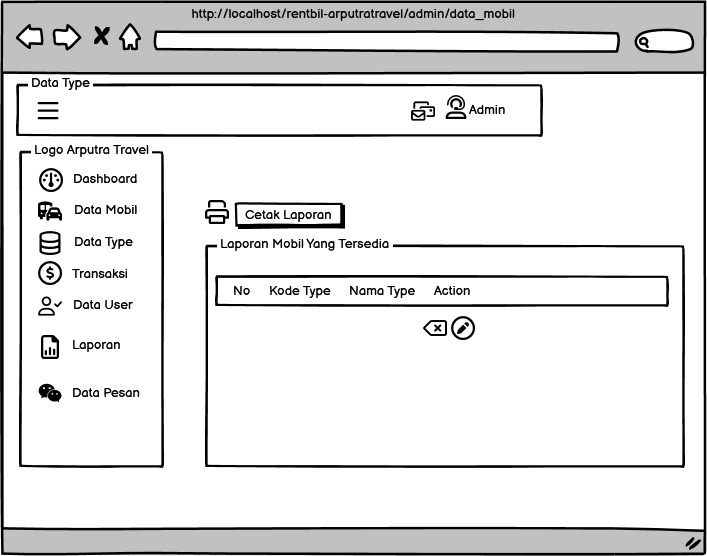 http://localhost/rentbil-arputratravel/admin/data_mobil
Data Type
Admin
Logo Arputra Travel
Dashboard
Data Mobil
Data Type
Transaksi
Data User
Laporan
Data Pesan
Cetak Laporan
Laporan Mobil Yang Tersedia
No Kode Type Nama Type Action